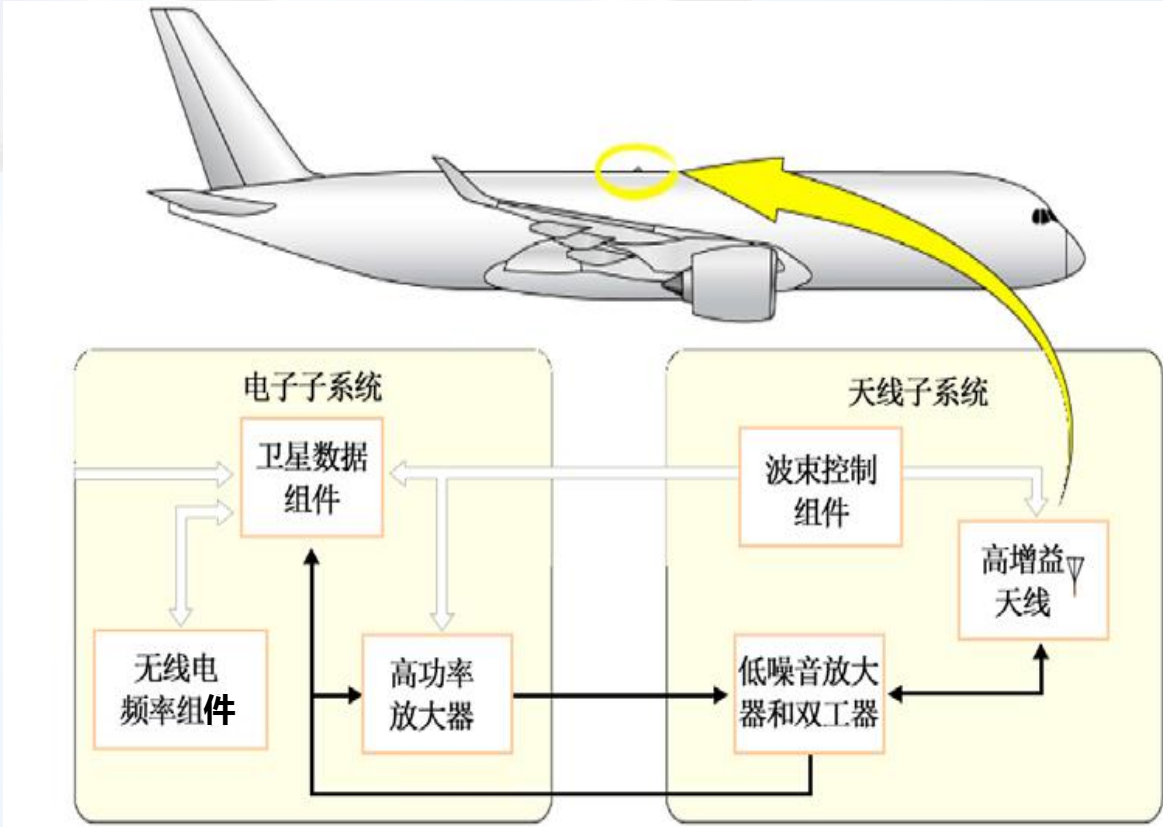 电子子系统
天线子系统
卫星数据
组件
波束控制
组件
高增益
天线
无线电
频率组件
高功率
放大器
低噪音放大
器和双工器